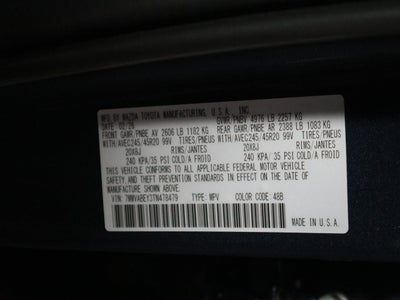 MFG. BY MAZDA TOYOTA MANUFACTURING, U.S.A., INC.
GVWR/PNBV 4976 LB 2257 KG
FRONT GAWR/PNBE AV 2606 LB 1182 KG REAR GAWR/PNBE AR 2388 LB 1083 KG
WITH/AVEC245/45R20 99V TIRES/PNEUS WITH/AVEC245/45R20 99V TIRES/PNEUS
20X8J RIMS/JANTES 20X8J RIMS/JANTES
240 KPA/35 PSI COLD/A FROID 240 KPA/35 PSI COLD/A FROID
THIS VEHICLE CONFORMS TO ALL APPLICABLE FEDERAL MOTOR VEHICLE
SAFETY STANDARDS IN EFFECT ON THE DATE OF
MANUFACTURE SHOWN ABOVE.
VIN: TYPE: MPV COLOR CODE: 48B
MADE IN U.S.A.